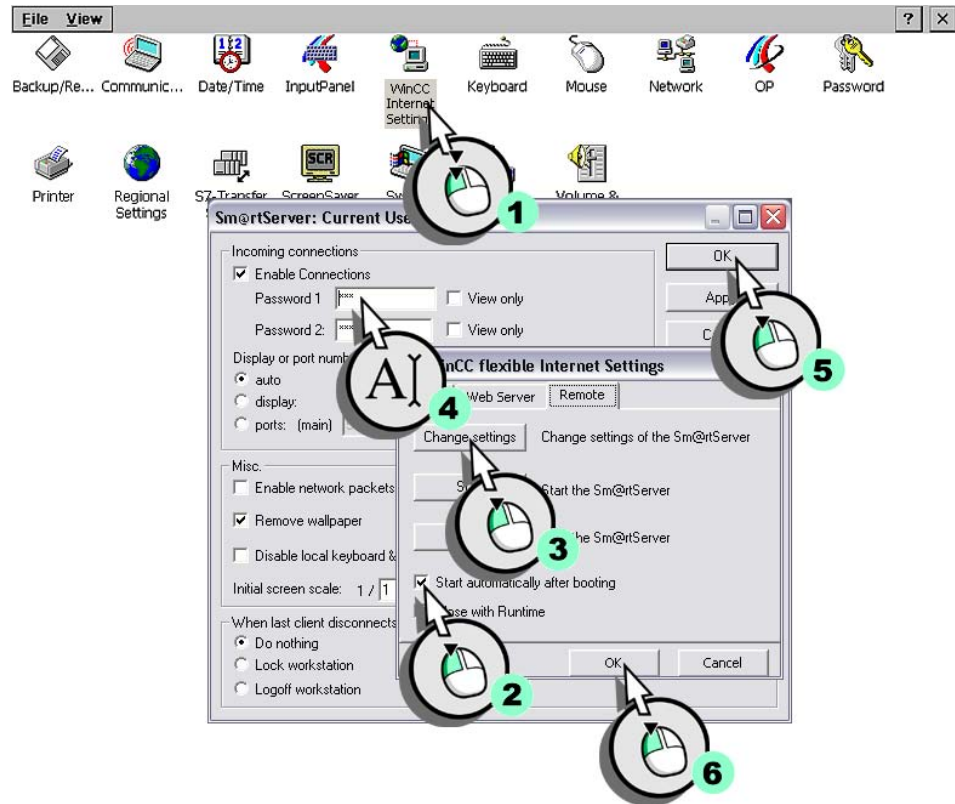 File View ? X
Backup/Re... Communic... Date/Time InputPanel WinCC Internet Setting Keyboard Mouse Network OP Password
Printer Regional Settings S7-Transfer ScreenSaver Volume &
1
Sm@rtServer: Current Use
Incoming connections
Enable Connections
Password 1 *** View only
Password 2: *** View only
Display or port numb
auto
display:
ports: (main)
OK
App
C
5
A
4
inCC flexible Internet Settings
Web Server Remote
Change settings Change settings of the Sm@rtServer
Start the Sm@rtServer
the Sm@rtServer
3
Start automatically after booting
lose with Runtime
2
OK Cancel
6
Misc.
Enable network packets
Remove wallpaper
Disable local keyboard &
Initial screen scale: 1 / 1
When last client disconnects
Do nothing
Lock workstation
Logoff workstation